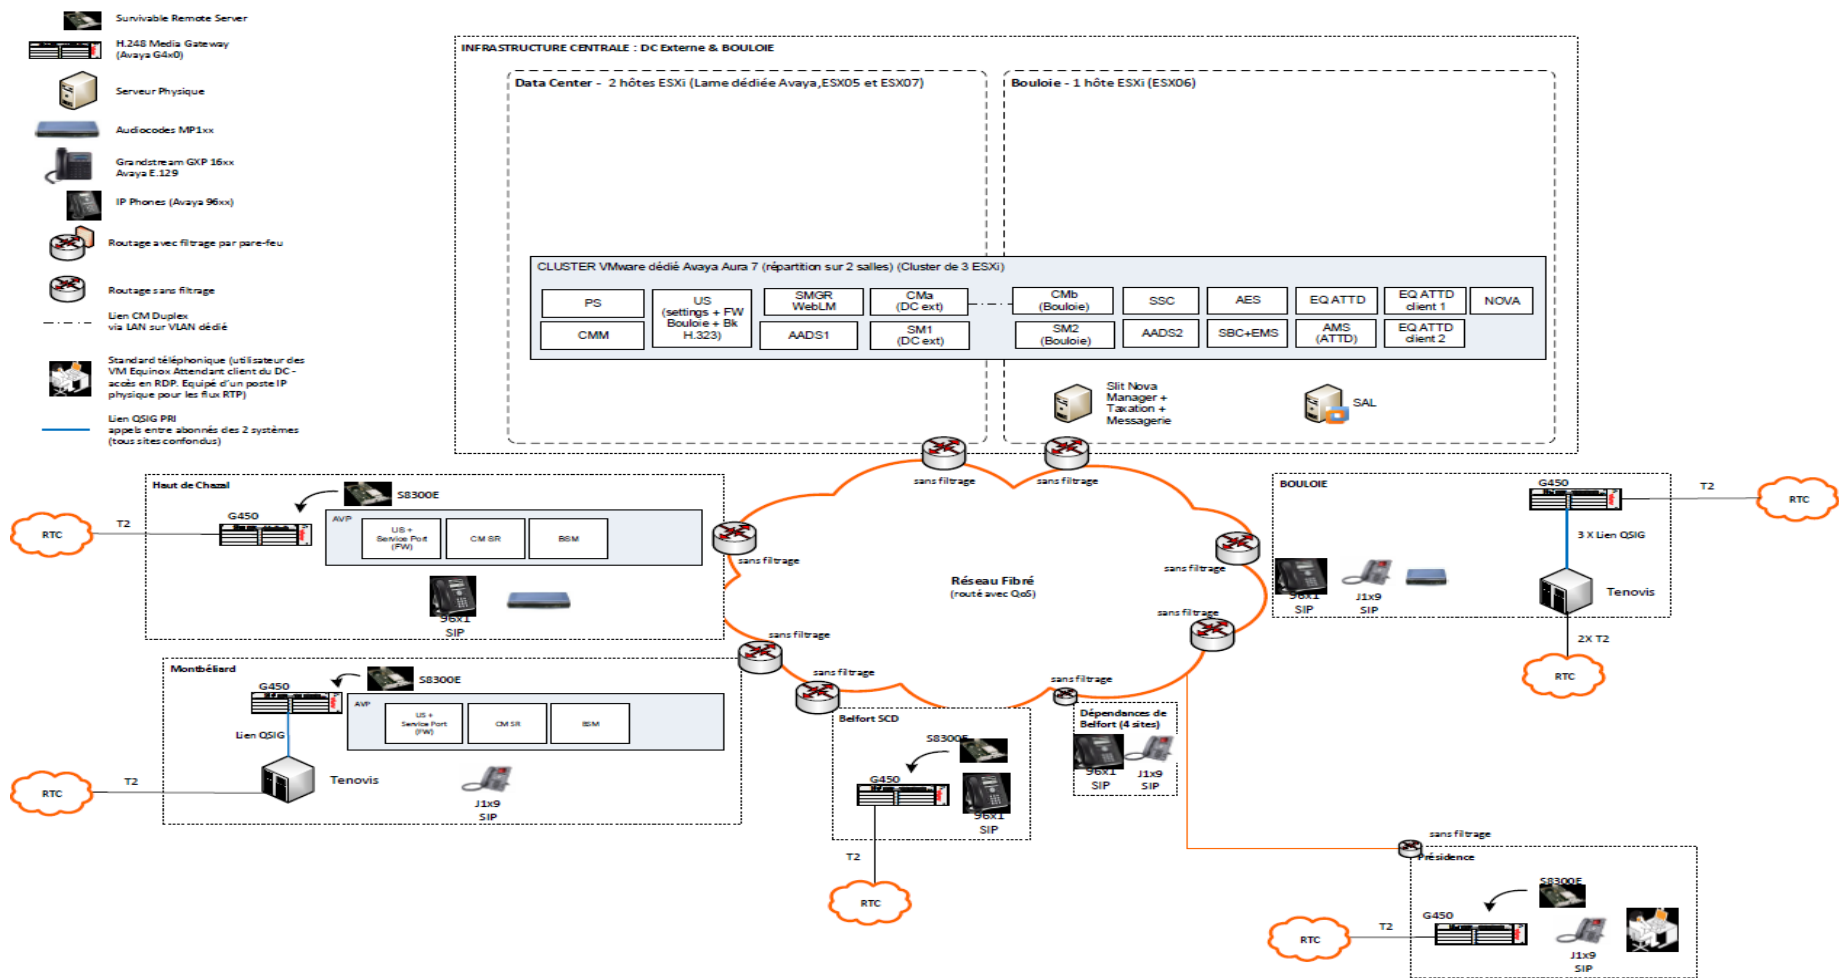 Survivable Remote Server
H.248 Media Gateway
(Avaya G4x0)
Serveur Physique
Audiocodes MP1xx
Grandstream GXP 16xx
Avaya E.129
IP Phones (Avaya 96xx)
Routage avec filtrage par pare-feu
Routage sans filtrage
Lien CM Duplex
via LAN sur VLAN dédié
Standard téléphonique (utilisateur des
VM Equinox Attendant client du DC -
accès en RDP. Equipé d'un poste IP
physique pour les flux RTP)
Lien QSIG PRI
appels entre abonnés des 2 systèmes
(tous sites confondus)
INFRASTRUCTURE CENTRALE : DC Externe & BOULOIE
Data Center - 2 hôtes ESXi (Lame dédiée Avaya,ESX05 et ESX07)
Bouloie - 1 hôte ESXi (ESX06)
CLUSTER VMware dédié Avaya Aura 7 (répartition sur 2 salles) (Cluster de 3 ESXi)
PS
CMM
US
(settings + FW
Bouloie + Bk
H.323)
SMGR
WebLM
AADS1
CMa
(DC ext)
SM1
(DC ext)
CMb
(Bouloie)
SM2
(Bouloie)
SSC
AADS2
AES
SBC+EMS
EQ ATTD
AMS
(ATTD)
EQ ATTD
client 1
EQ ATTD
client 2
NOVA
Slit Nova
Manager +
Taxation +
Messagerie
SAL
sans filtrage
sans filtrage
Haut de Chazal
S8300E
G450
T2
RTC
AVP
US +
Service Port
(FW)
CM SR
BSM
96x1
SIP
sans filtrage
Réseau Fibré
(routé avec QoS)
sans filtrage
sans filtrage
BOULOIE
G450
T2
RTC
3 X Lien QSIG
Tenovis
96x1
SIP
J1x9
SIP
2X T2
RTC
Montbéliard
S8300E
G450
AVP
US +
Service Port
(FW)
CM SR
BSM
Lien QSIG
Tenovis
T2
RTC
J1x9
SIP
sans filtrage
sans filtrage
Belfort SCD
S8300E
G450
96x1
SIP
T2
RTC
sans filtrage
Dépendances de
Belfort (4 sites)
96x1
SIP
J1x9
SIP
sans filtrage
Présidence
S8300E
G450
T2
RTC
J1x9
SIP